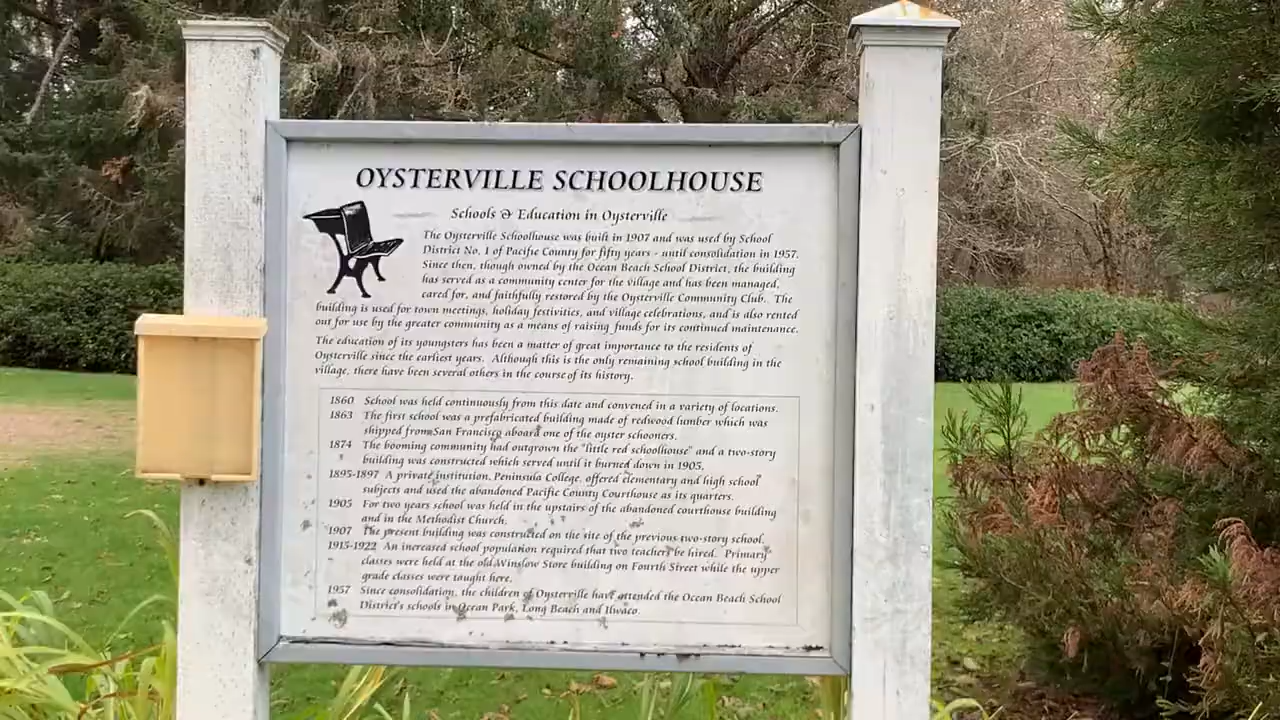 OYSTERVILLE SCHOOLHOUSE
Schools & Education in Oysterville
The Oysterville Schoolhouse was built in 1907 and was used by School
District No. 1 of Pacific County for fifty years - until consolidation in 1957.
Since then, though owned by the Ocean Beach School District, the building
has served as a community center for the village and has been managed,
cared for, and faithfully restored by the Oysterville Community Club. The
building is used for town meetings, holiday festivities, and village celebrations, and is also rented
out for use by the greater community as a means of raising funds for its continued maintenance.
The education of its youngsters has been a matter of great importance to the residents of
Oysterville since the earliest years. Although this is the only remaining school building in the
village, there have been several others in the course of its history.
1860 School was held continuously from this date and convened in a variety of locations.
1863 The first school was a prefabricated building made of redwood lumber which was
shipped from San Francisco aboard one of the oyster schooners.
1874 The booming community had outgrown the "little red schoolhouse" and a two-story
building was constructed which served until it burned down in 1905.
1895-1897 A private institution, Peninsula College, offered elementary and high school
subjects and used the abandoned Pacific County Courthouse as its quarters.
1905 For two years school was held in the upstairs of the abandoned courthouse building
and in the Methodist Church.
1907 The present building was constructed on the site of the previous two-story school.
1915-1922 An increased school population required that two teachers be hired. Primary
classes were held at the old Winslow Store building on Fourth Street while the upper
grade classes were taught here.
1957 Since consolidation, the children of Oysterville have attended the Ocean Beach School
District's schools in Ocean Park, Long Beach and Ilwaco.